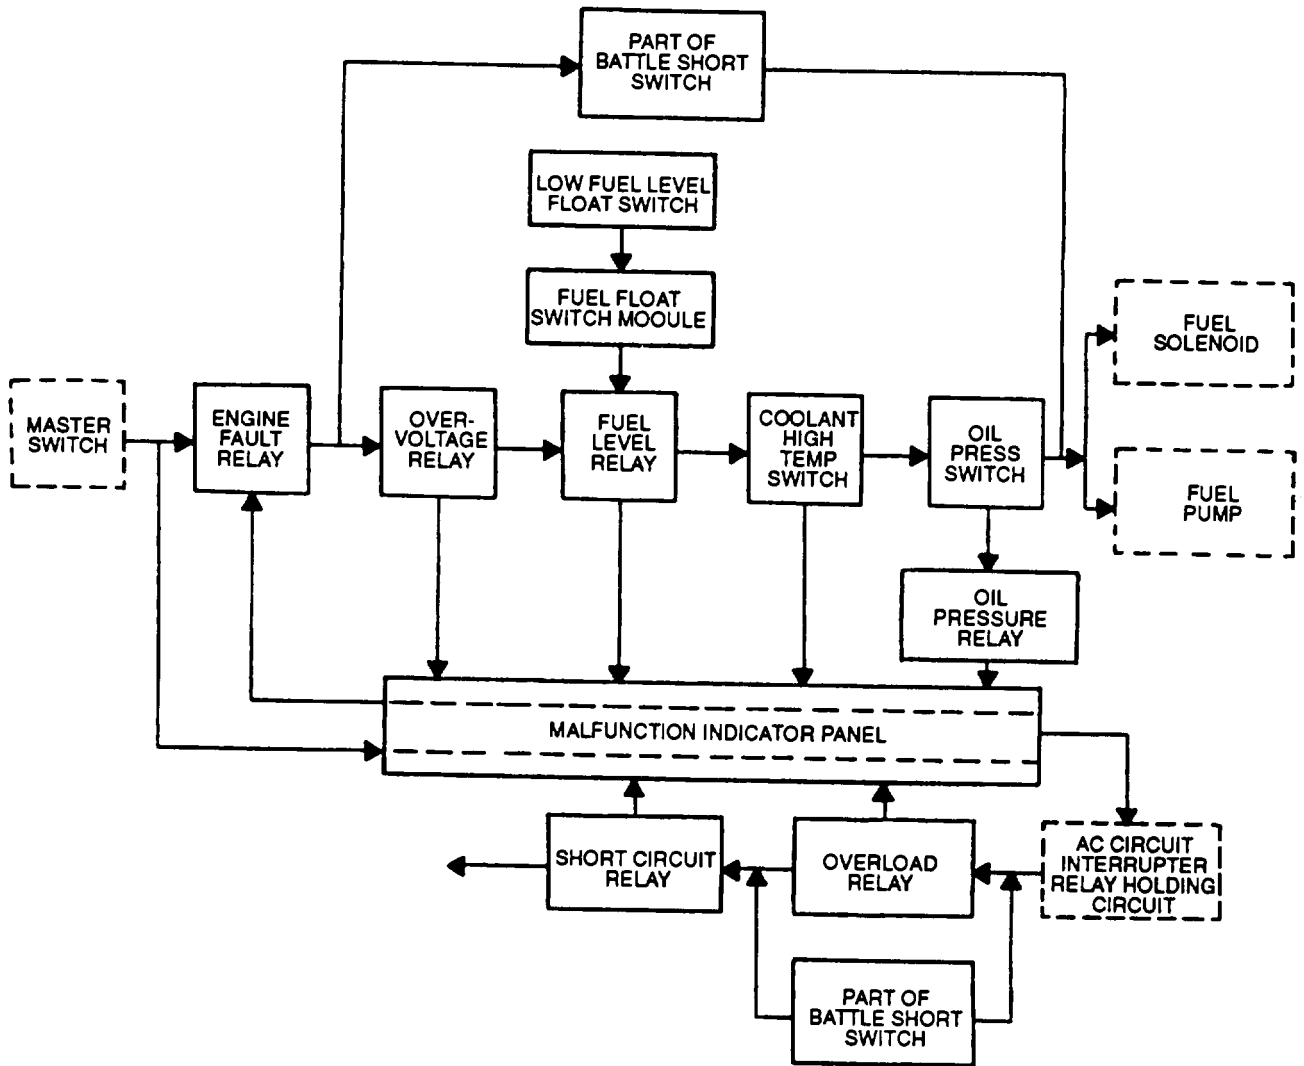 PART OF
BATTLE SHORT
SWITCH
LOW FUEL LEVEL
FLOAT SWITCH
FUEL FLOAT
SWITCH MOOULE
MASTER
SWITCH
ENGINE
FAULT
RELAY
OVER-
VOLTAGE
RELAY
FUEL
LEVEL
RELAY
COOLANT
HIGH
TEMP
SWITCH
OIL
PRESS
SWITCH
FUEL
SOLENOID
FUEL
PUMP
OIL
PRESSURE
RELAY
MALFUNCTION INDICATOR PANEL
SHORT CIRCUIT
RELAY
OVERLOAD
RELAY
AC CIRCUIT
INTERRUPTER
RELAY HOLDING
CIRCUIT
PART OF
BATTLE SHORT
SWITCH